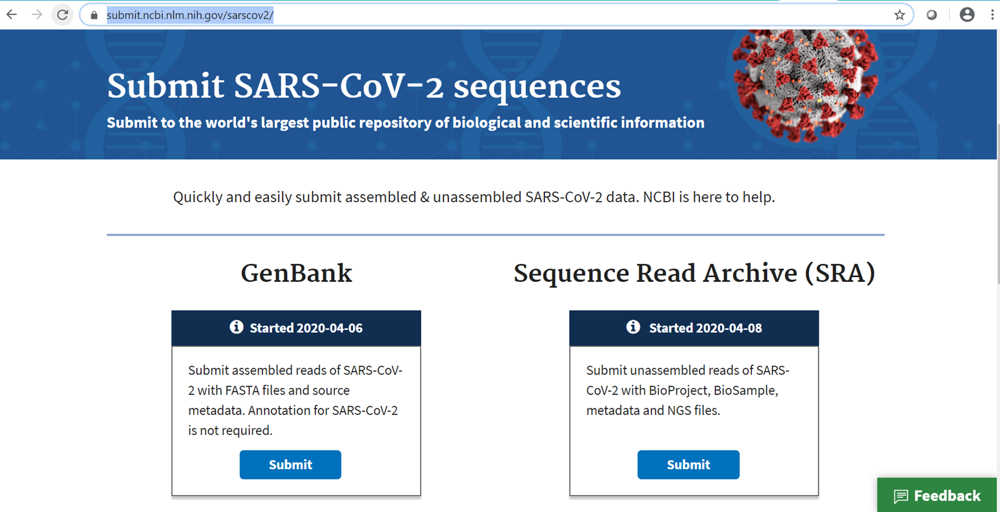 submit.ncbi.nlm.nih.gov/sarscov2/
Submit SARS-CoV-2 sequences
Submit to the world's largest public repository of biological and scientific information
Quickly and easily submit assembled & unassembled SARS-CoV-2 data. NCBI is here to help.
GenBank
Started 2020-04-06
Submit assembled reads of SARS-CoV-
2 with FASTA files and source
metadata. Annotation for SARS-CoV-2
is not required.
Submit
Sequence Read Archive (SRA)
Started 2020-04-08
Submit unassembled reads of SARS-
CoV-2 with BioProject, BioSample,
metadata and NGS files.
Submit
Feedback